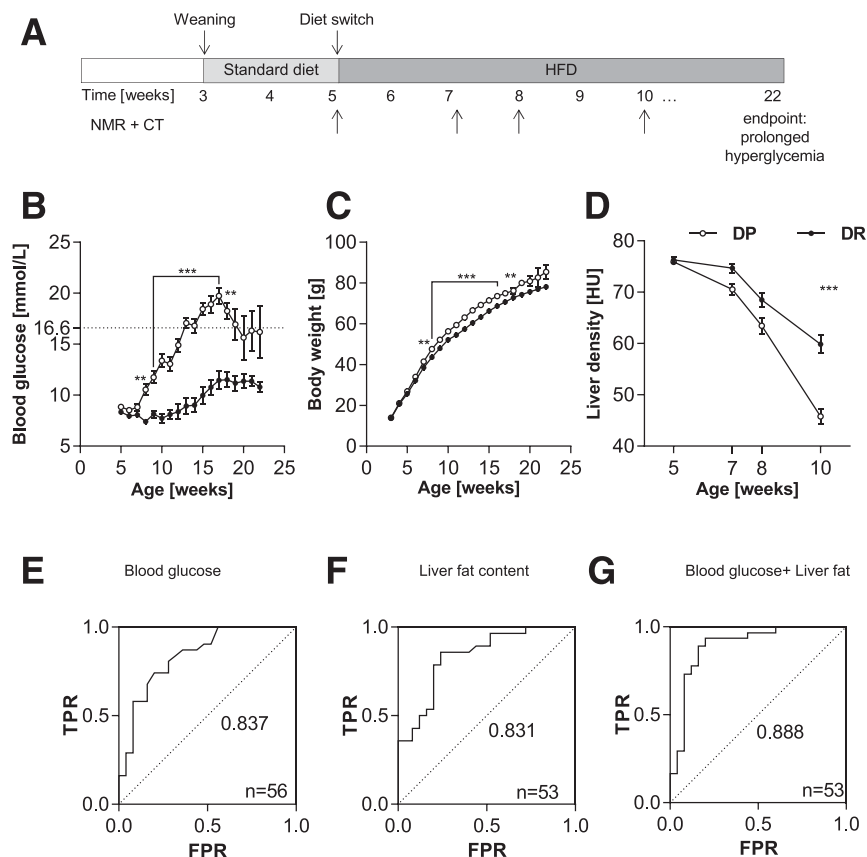 A
Weaning
Diet switch
Standard diet
HFD
Time [weeks] 3 4 5 6 7 8 9 10 ... 22
NMR + CT
endpoint:
prolonged
hyperglycemia
B
Blood glucose [mmol/L]
25
20
16.6
15
10
5
***
**
**
0 5 10 15 20 25
Age [weeks]
C
Body weight [g]
100
80
60
40
20
0
***
**
**
0 5 10 15 20 25
Age [weeks]
D
DP
DR
Liver density [HU]
80
70
60
50
40
***
5 7 8 10
Age [weeks]
E
Blood glucose
TPR
1.0
0.5
0.0
0.837
n=56
0.0 0.5 1.0
FPR
F
Liver fat content
TPR
1.0
0.5
0.0
0.831
n=53
0.0 0.5 1.0
FPR
G
Blood glucose+ Liver fat
TPR
1.0
0.5
0.0
0.888
n=53
0.0 0.5 1.0
FPR